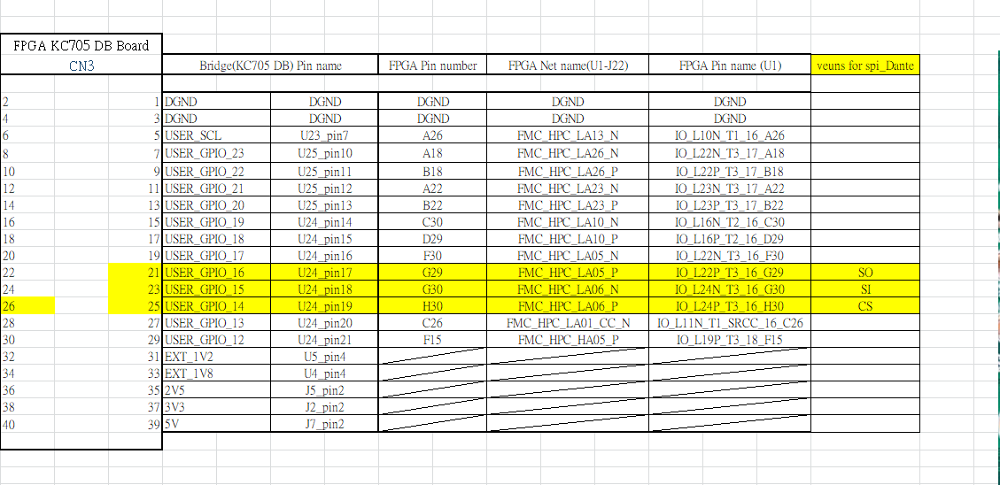 FPGA KC705 DB Board
CN3 Bridge(KC705 DB) Pin name FPGA Pin number FPGA Net name(U1-J22) FPGA Pin name (U1) veuns for spi_Dante
2 1 DGND DGND DGND DGND DGND
4 3 DGND DGND DGND DGND DGND
6 5 USER_SCL U23_pin7 A26 FMC_HPC_LA13_N IO_L10N_T1_16_A26
8 7 USER_GPIO_23 U25_pin10 A18 FMC_HPC_LA26_N IO_L22N_T3_17_A18
10 9 USER_GPIO_22 U25_pin11 B18 FMC_HPC_LA26_P IO_L22P_T3_17_B18
12 11 USER_GPIO_21 U25_pin12 A22 FMC_HPC_LA23_N IO_L23N_T3_17_A22
14 13 USER_GPIO_20 U25_pin13 B22 FMC_HPC_LA23_P IO_L23P_T3_17_B22
16 15 USER_GPIO_19 U24_pin14 C30 FMC_HPC_LA10_N IO_L16N_T2_16_C30
18 17 USER_GPIO_18 U24_pin15 D29 FMC_HPC_LA10_P IO_L16P_T2_16_D29
20 19 USER_GPIO_17 U24_pin16 F30 FMC_HPC_LA05_N IO_L22N_T3_16_F30
22 21 USER_GPIO_16 U24_pin17 G29 FMC_HPC_LA05_P IO_L22P_T3_16_G29 SO
24 23 USER_GPIO_15 U24_pin18 G30 FMC_HPC_LA06_N IO_L24N_T3_16_G30 SI
26 25 USER_GPIO_14 U24_pin19 H30 FMC_HPC_LA06_P IO_L24P_T3_16_H30 CS
28 27 USER_GPIO_13 U24_pin20 C26 FMC_HPC_LA01_CC_N IO_L11N_T1_SRCC_16_C26
30 29 USER_GPIO_12 U24_pin21 F15 FMC_HPC_HA05_P IO_L19P_T3_18_F15
32 31 EXT_1V2 U5_pin4
34 33 EXT_1V8 U4_pin4
36 35 2V5 J5_pin2
38 37 3V3 J2_pin2
40 39 5V J7_pin2